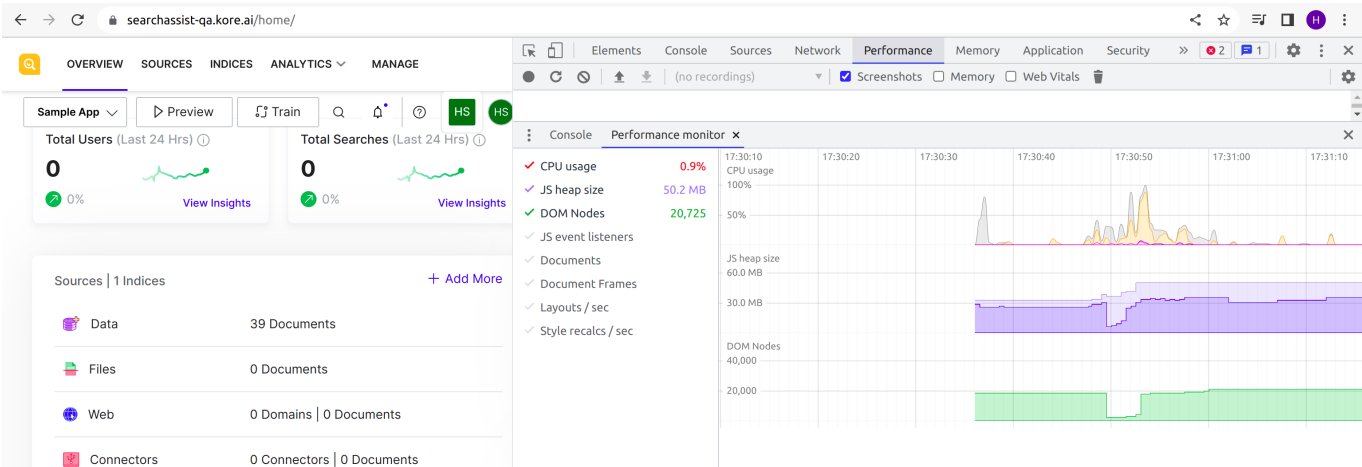 searchassist-qa.kore.ai/home/
H
OVERVIEW SOURCES INDICES ANALYTICS MANAGE
Sample App Preview Train HS HS
Total Users (Last 24 Hrs)
0
0% View Insights
Total Searches (Last 24 Hrs)
0
0% View Insights
Sources | 1 Indices + Add More
Data 39 Documents
Files 0 Documents
Web 0 Domains | 0 Documents
Connectors 0 Connectors | 0 Documents
Elements Console Sources Network Performance Memory Application Security » 2 1
(no recordings) Screenshots Memory Web Vitals
Console Performance monitor ×
CPU usage 0.9%
JS heap size 50.2 MB
DOM Nodes 20,725
JS event listeners
Documents
Document Frames
Layouts / sec
Style recalcs / sec
17:30:10 17:30:20 17:30:30 17:30:40 17:30:50 17:31:00 17:31:10
CPU usage
100%
50%
JS heap size
60.0 MB
30.0 MB
DOM Nodes
40,000
20,000